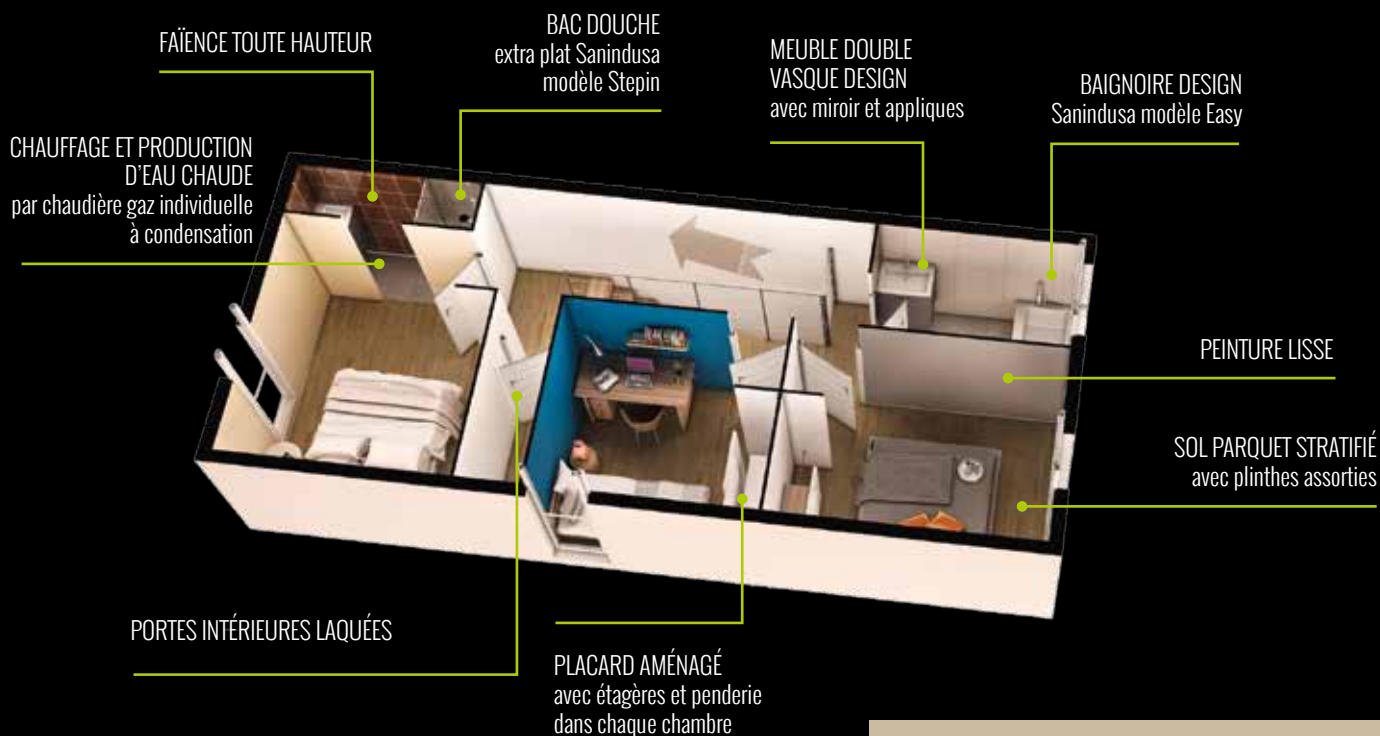 FAÏENCE TOUTE HAUTEUR
BAC DOUCHE
extra plat Sanindusa
modèle Stepin
MEUBLE DOUBLE
VASQUE DESIGN
avec miroir et appliques
BAIGNOIRE DESIGN
Sanindusa modèle Easy
CHAUFFAGE ET PRODUCTION
D'EAU CHAUDE
par chaudière gaz individuelle
à condensation
PEINTURE LISSE
SOL PARQUET STRATIFIÉ
avec plinthes assorties
PORTES INTÉRIEURES LAQUÉES
PLACARD AMÉNAGÉ
avec étagères et penderie
dans chaque chambre